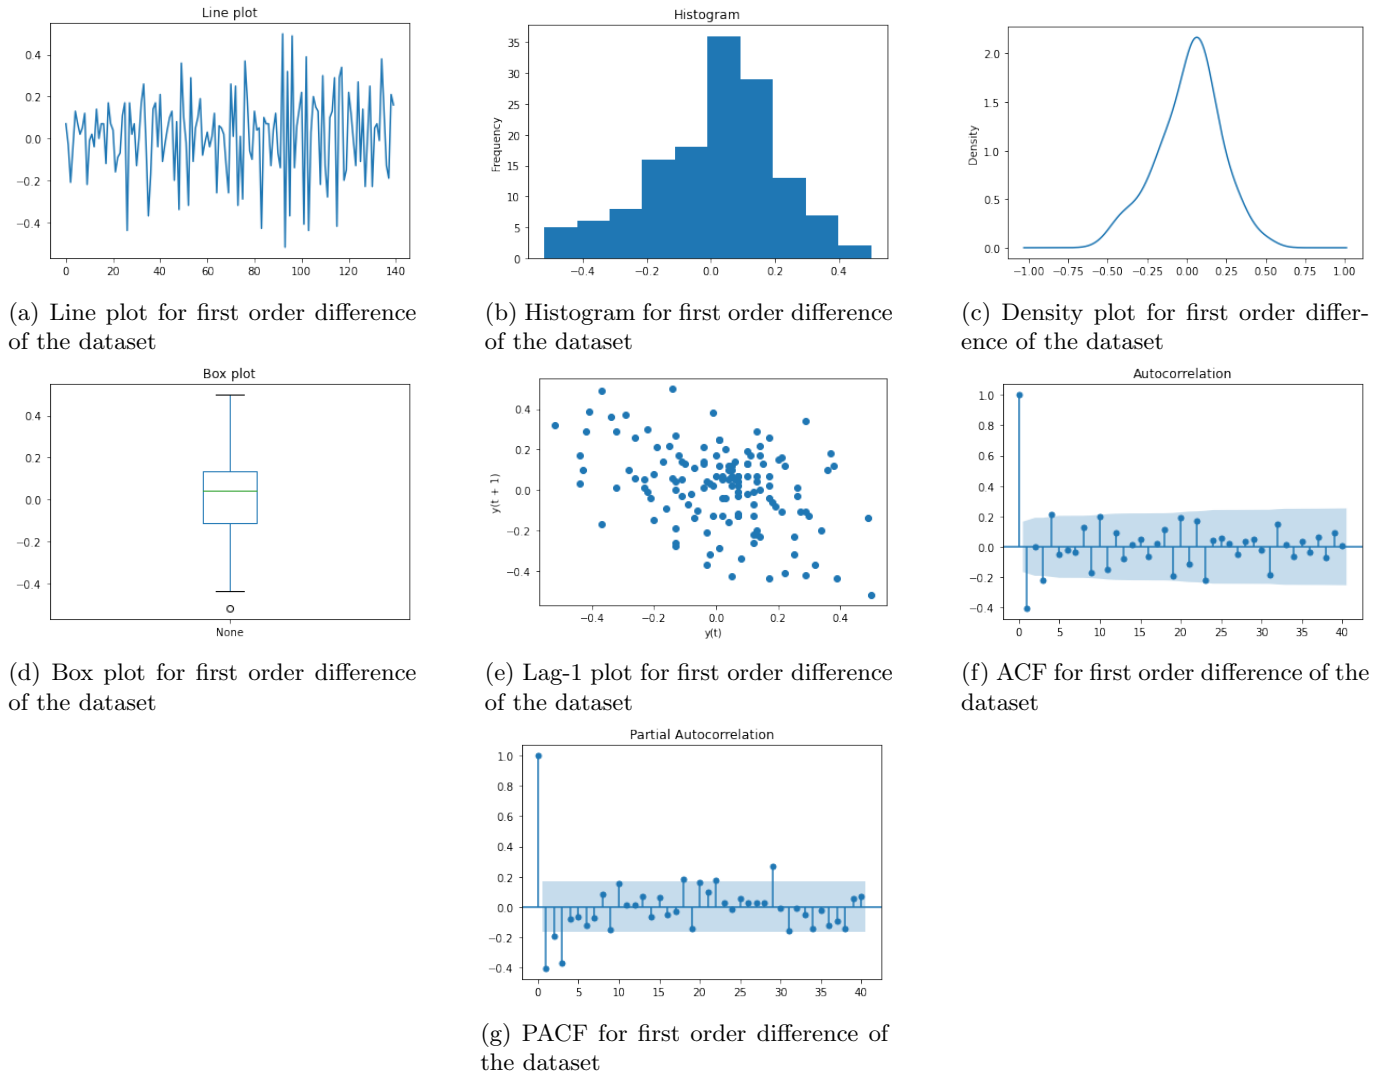 Line plot
0.4
0.2
0.0
−0.2
−0.4
0 20 40 60 80 100 120 140
(a) Line plot for first order difference
of the dataset
Histogram
Frequency
35
30
25
20
15
10
5
0
−0.4 −0.2 0.0 0.2 0.4
(b) Histogram for first order difference
of the dataset
Density
2.0
1.5
1.0
0.5
0.0
−1.00 −0.75 −0.50 −0.25 0.00 0.25 0.50 0.75 1.00
(c) Density plot for first order differ-
ence of the dataset
Box plot
0.4
0.2
0.0
−0.2
−0.4
None
(d) Box plot for first order difference
of the dataset
y(t + 1)
0.4
0.2
0.0
−0.2
−0.4
−0.4 −0.2 0.0 0.2 0.4
y(t)
(e) Lag-1 plot for first order difference
of the dataset
Autocorrelation
1.0
0.8
0.6
0.4
0.2
0.0
−0.2
−0.4
0 5 10 15 20 25 30 35 40
(f) ACF for first order difference of the
dataset
Partial Autocorrelation
1.0
0.8
0.6
0.4
0.2
0.0
−0.2
−0.4
0 5 10 15 20 25 30 35 40
(g) PACF for first order difference of
the dataset